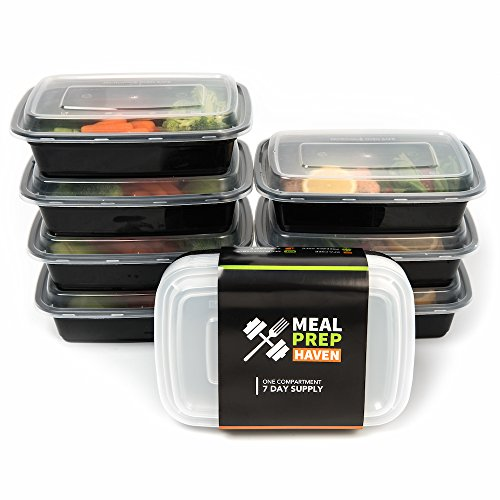 MEAL
PREP
HAVEN
ONE COMPARTMENT
7 DAY SUPPLY